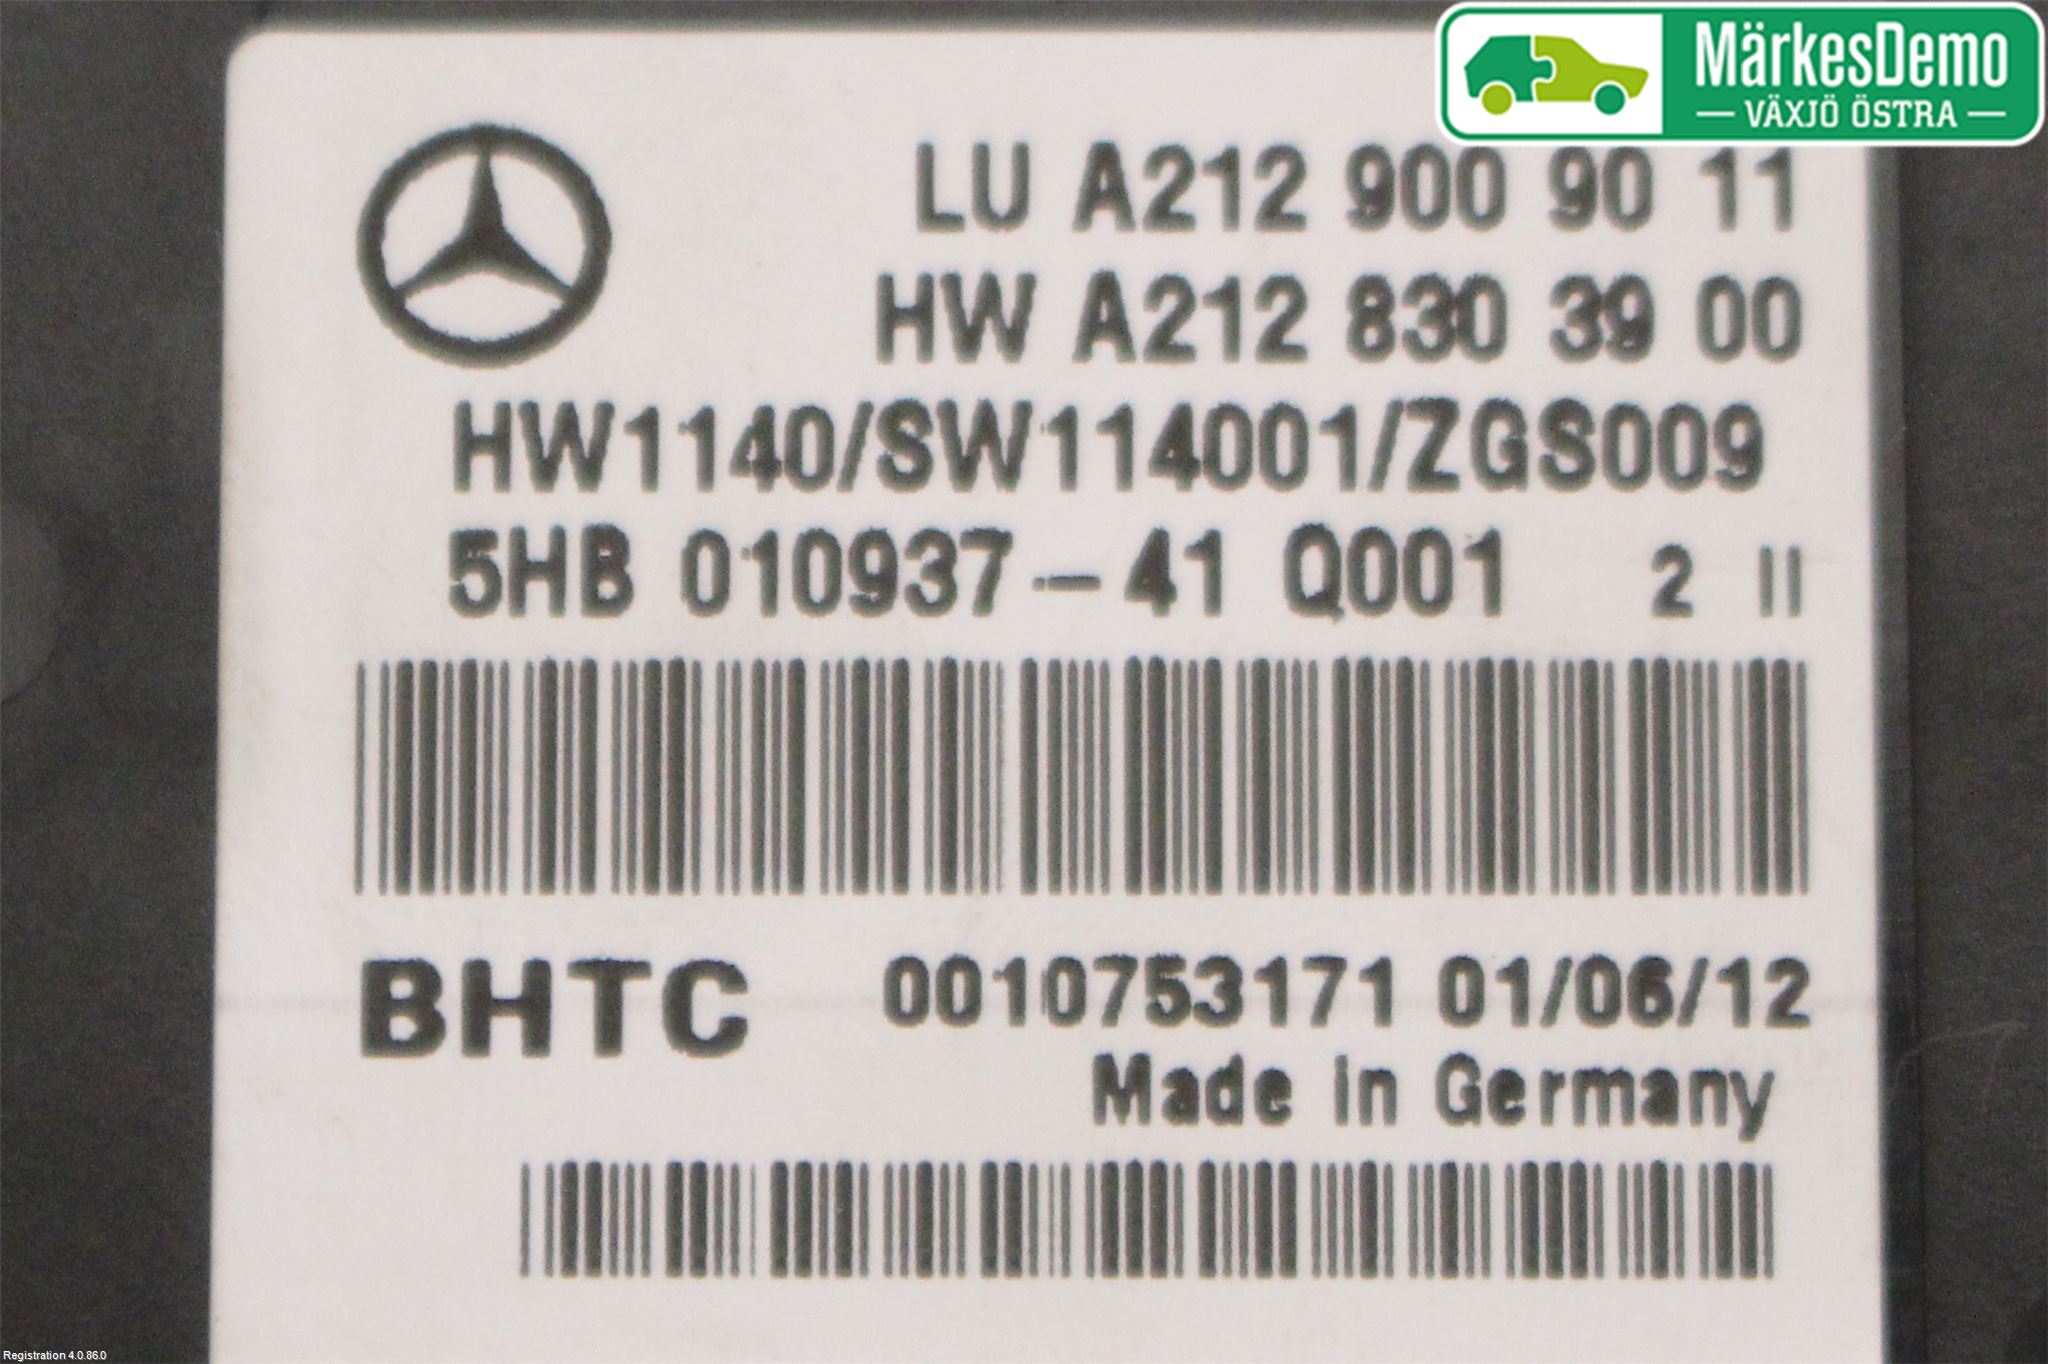 MärkesDemo
VÄXJÖ ÖSTRA
LU A212 900 90 11
HW A212 830 39 00
HW1140/SW114001/ZGS009
5HB 010937-41 Q001 2 II
BHTC 0010753171 01/06/12
Made in Germany
Registration 4.0.86.0